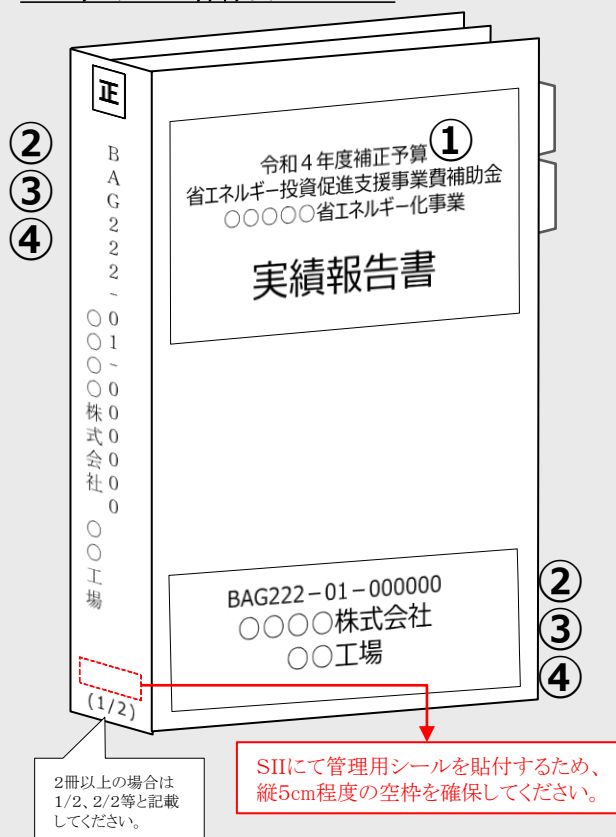 正
BAG222-01-000000
○○○○株式会社 ○○工場
(1/2)
②
③
④
①
令和4年度補正予算
省エネルギー投資促進支援事業費補助金
○○○○○省エネルギー化事業
実績報告書
BAG222-01-000000
○○○○株式会社
○○工場
②
③
④
2冊以上の場合は
1/2、2/2等と記載
してください。
SIIにて管理用シールを貼付するため、
縦5cm程度の空枠を確保してください。